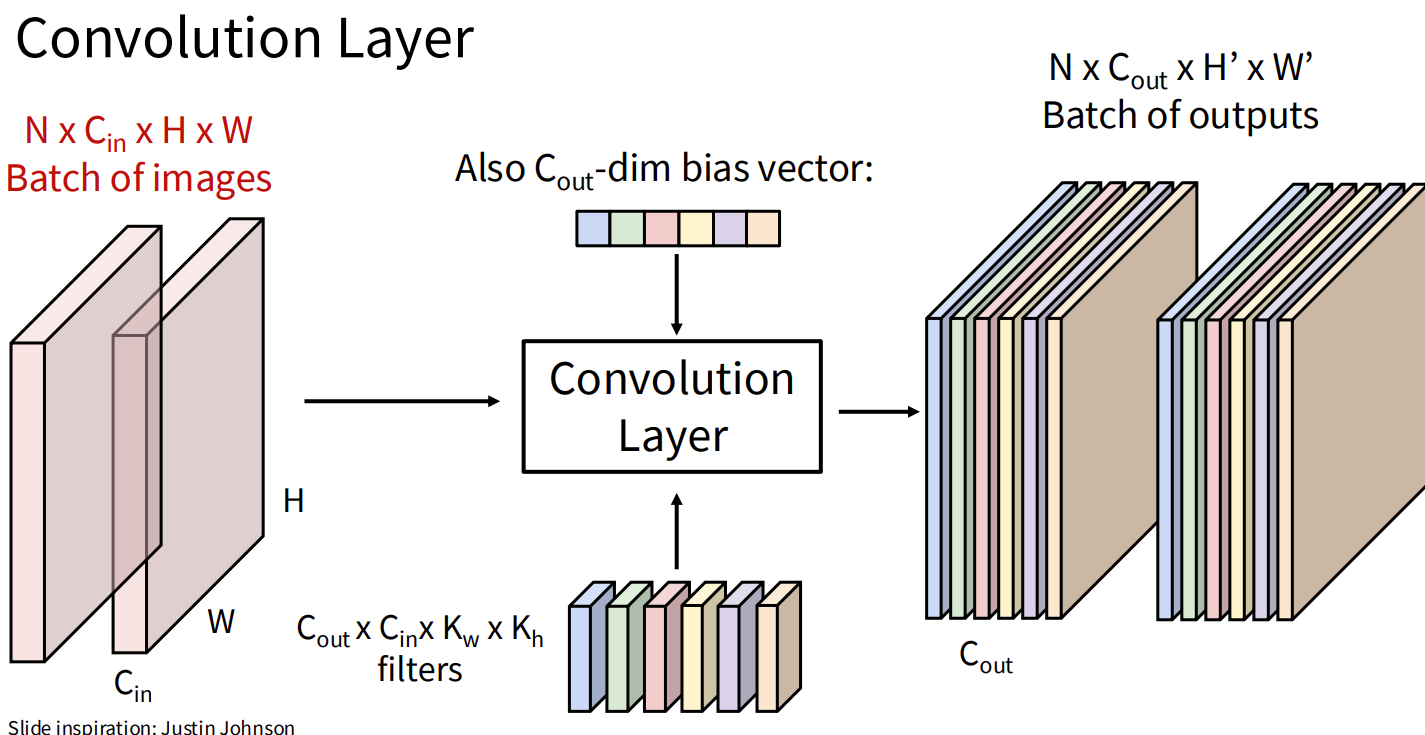 Convolution Layer
N x Cin x H x W
Batch of images
Also Cout-dim bias vector:
N x Cout x H’ x W’
Batch of outputs
Convolution
Layer
H
W
Cin
Cout x Cinx Kw x Kh
filters
Cout
Slide inspiration: Justin Johnson